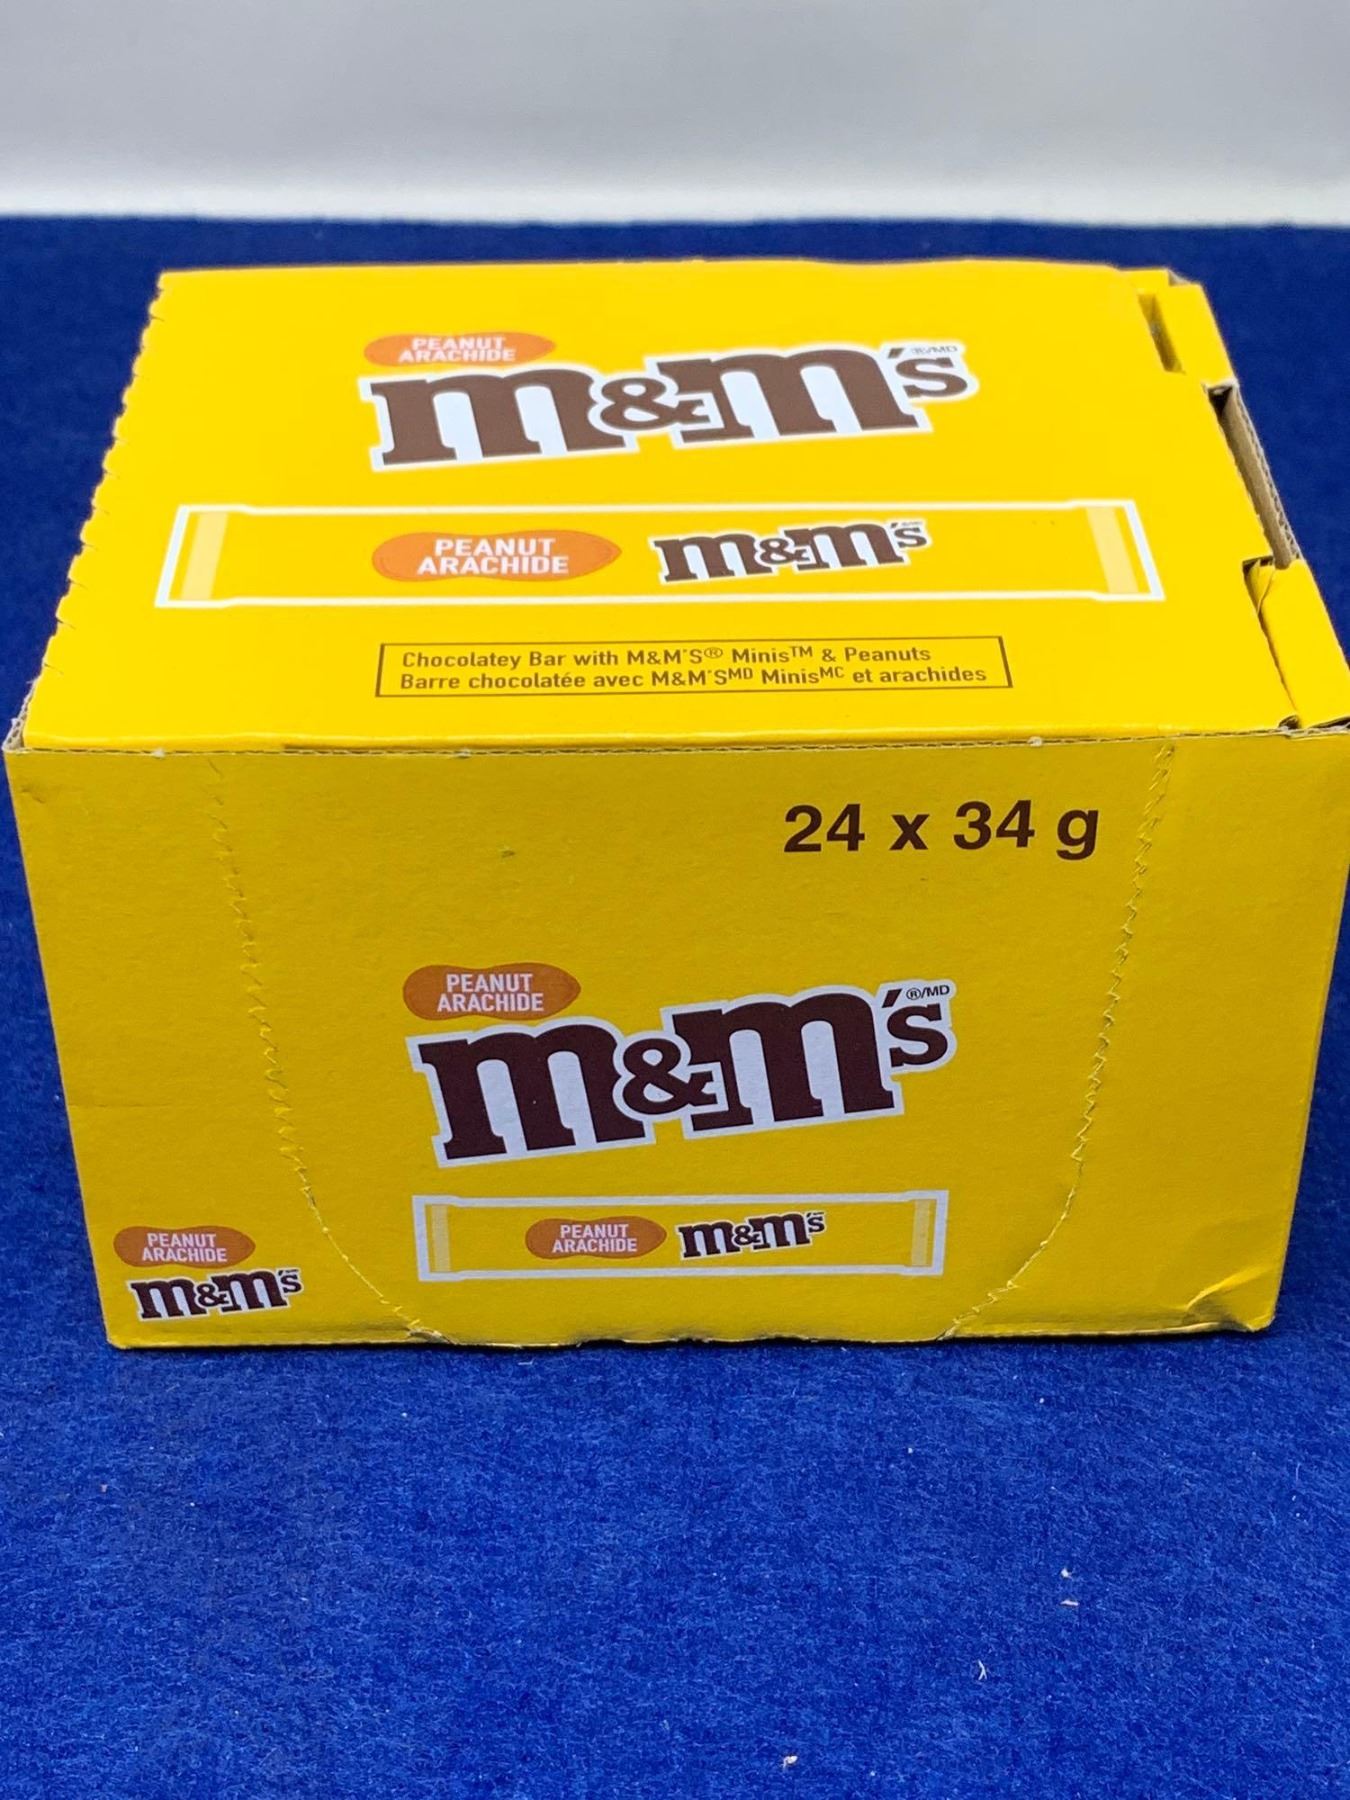 PEANUT
ARACHIDE
m&m's ®/MD
PEANUT
ARACHIDE
m&m's
Chocolatey Bar with M&M'S® Minis™ & Peanuts
Barre chocolatée avec M&M'SMD MinisMC et arachides
24 x 34 g
PEANUT
ARACHIDE
m&m's ®/MD
PEANUT
ARACHIDE
m&m's
PEANUT
ARACHIDE
m&m's